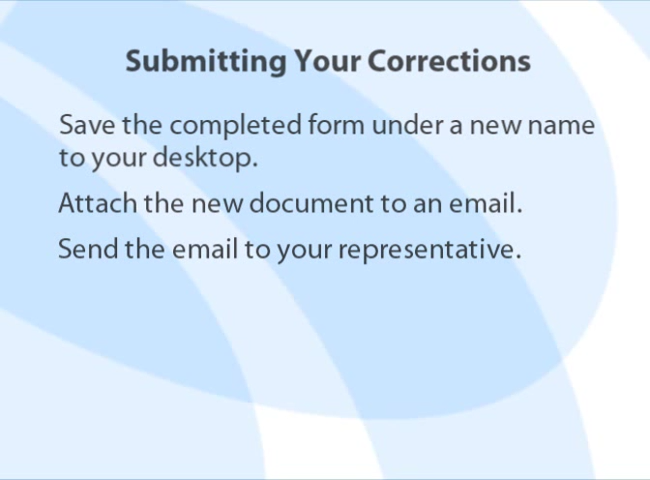 Submitting Your Corrections
Save the completed form under a new name
to your desktop.
Attach the new document to an email.
Send the email to your representative.